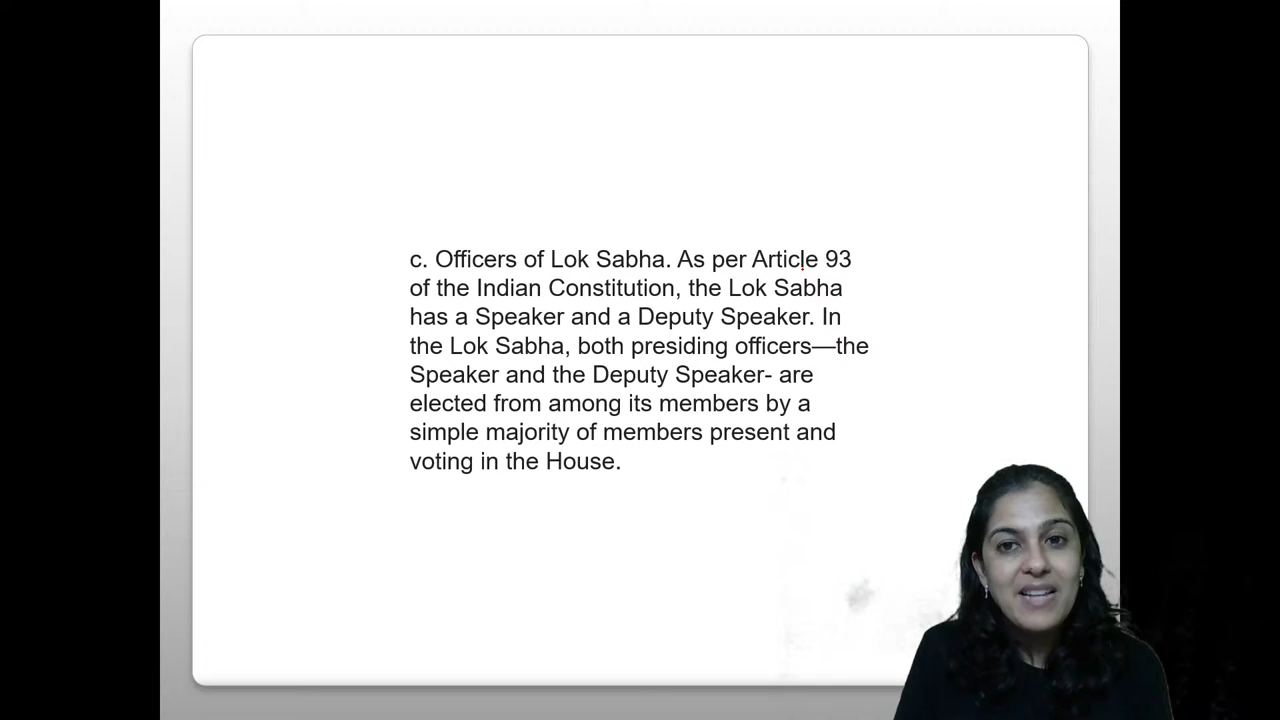 c. Officers of Lok Sabha. As per Article 93
of the Indian Constitution, the Lok Sabha
has a Speaker and a Deputy Speaker. In
the Lok Sabha, both presiding officers—the
Speaker and the Deputy Speaker- are
elected from among its members by a
simple majority of members present and
voting in the House.